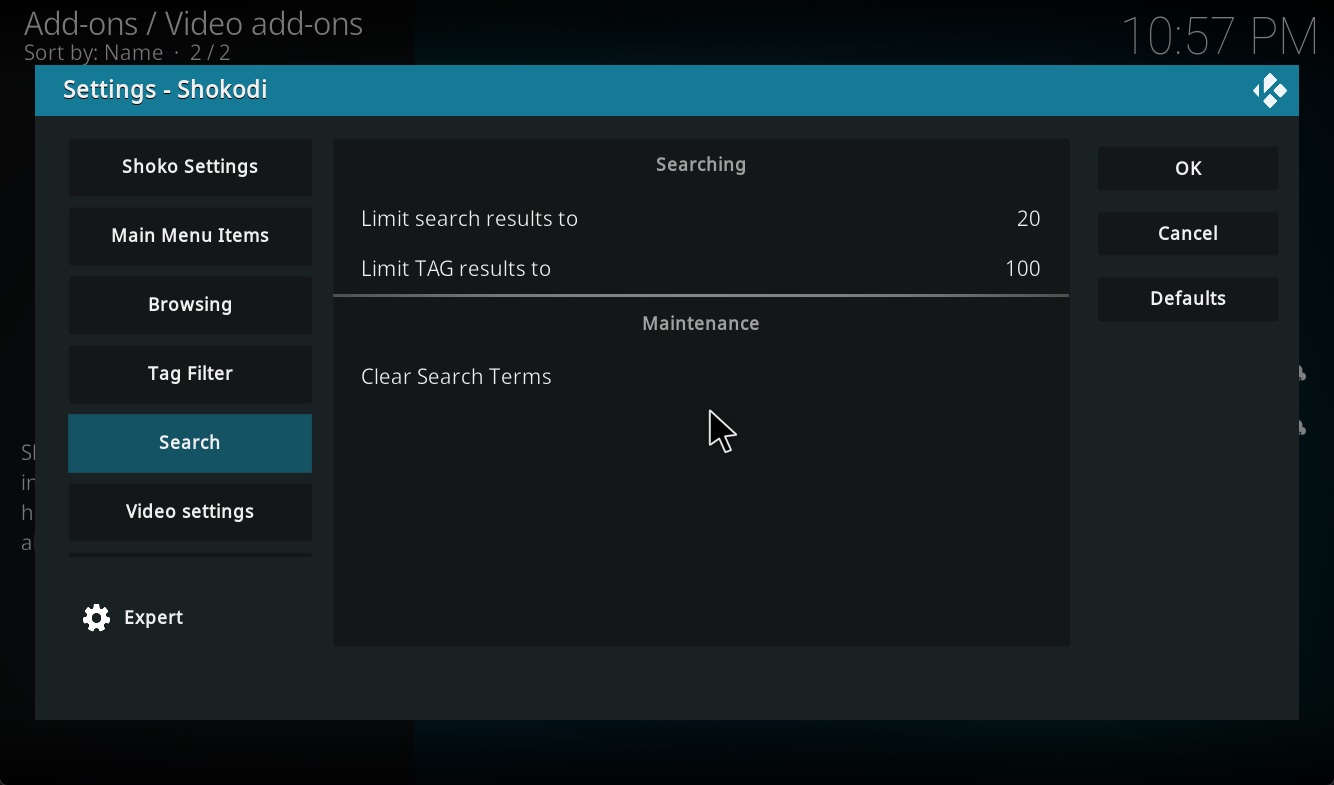 Add-ons / Video add-ons
Sort by: Name · 2 / 2
10:57 PM
Settings - Shokodi
Shoko Settings
Main Menu Items
Browsing
Tag Filter
Search
Video settings
Expert
Searching
Limit search results to 20
Limit TAG results to 100
Maintenance
Clear Search Terms
OK
Cancel
Defaults